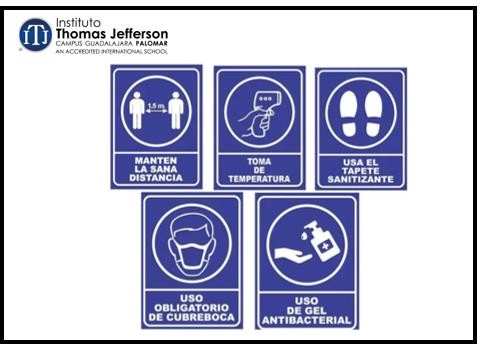 Instituto
Thomas Jefferson
CAMPUS GUADALAJARA PALOMAR
AN ACCREDITED INTERNATIONAL SCHOOL
1.5 m.
MANTEN
LA SANA
DISTANCIA
TOMA
DE
TEMPERATURA
USA EL
TAPETE
SANITIZANTE
USO
OBLIGATORIO
DE CUBREBOCA
USO
DE GEL
ANTIBACTERIAL